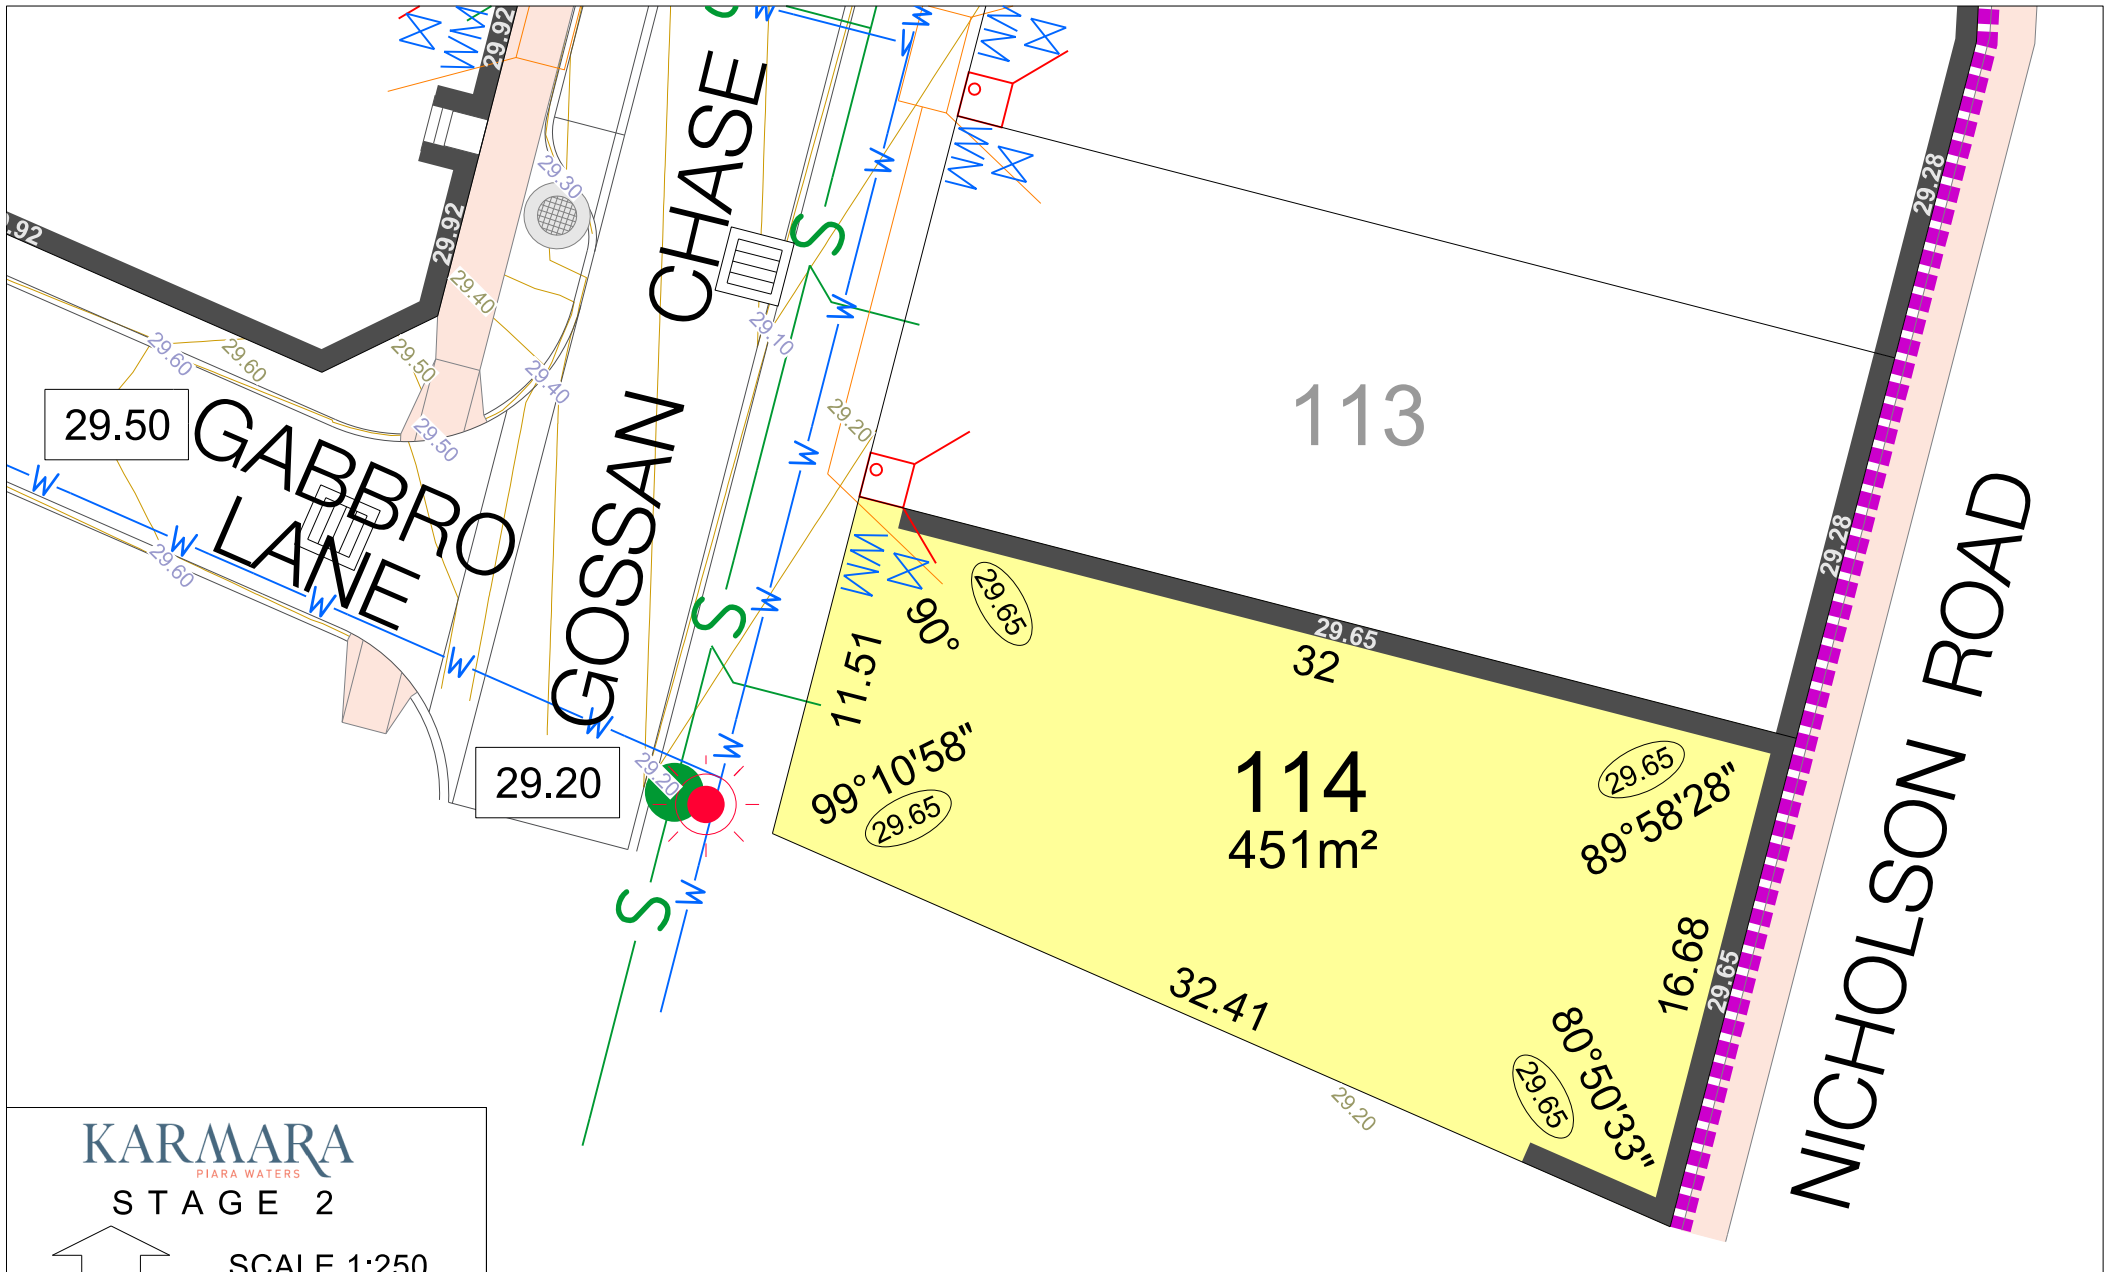 29.92
29.92
.92
29.30
29.40
29.60
29.60
29.50
29.40
29.50
29.50
GABBRO
LANE
29.60
GOSSAN CHASE
29.10
29.20
29.20
29.20
S
S
S
W
W
W
W
W
W
W
W
W
W
W
W
113
29.28
29.28
NICHOLSON ROAD
29.65
32
90°
29.65
11.51
99°10'58"
29.65
114
451m²
29.65
89°58'28"
16.68
29.65
80°50'33"
29.65
32.41
29.20
KARMARA
PIARA WATERS
STAGE 2
SCALE 1:250